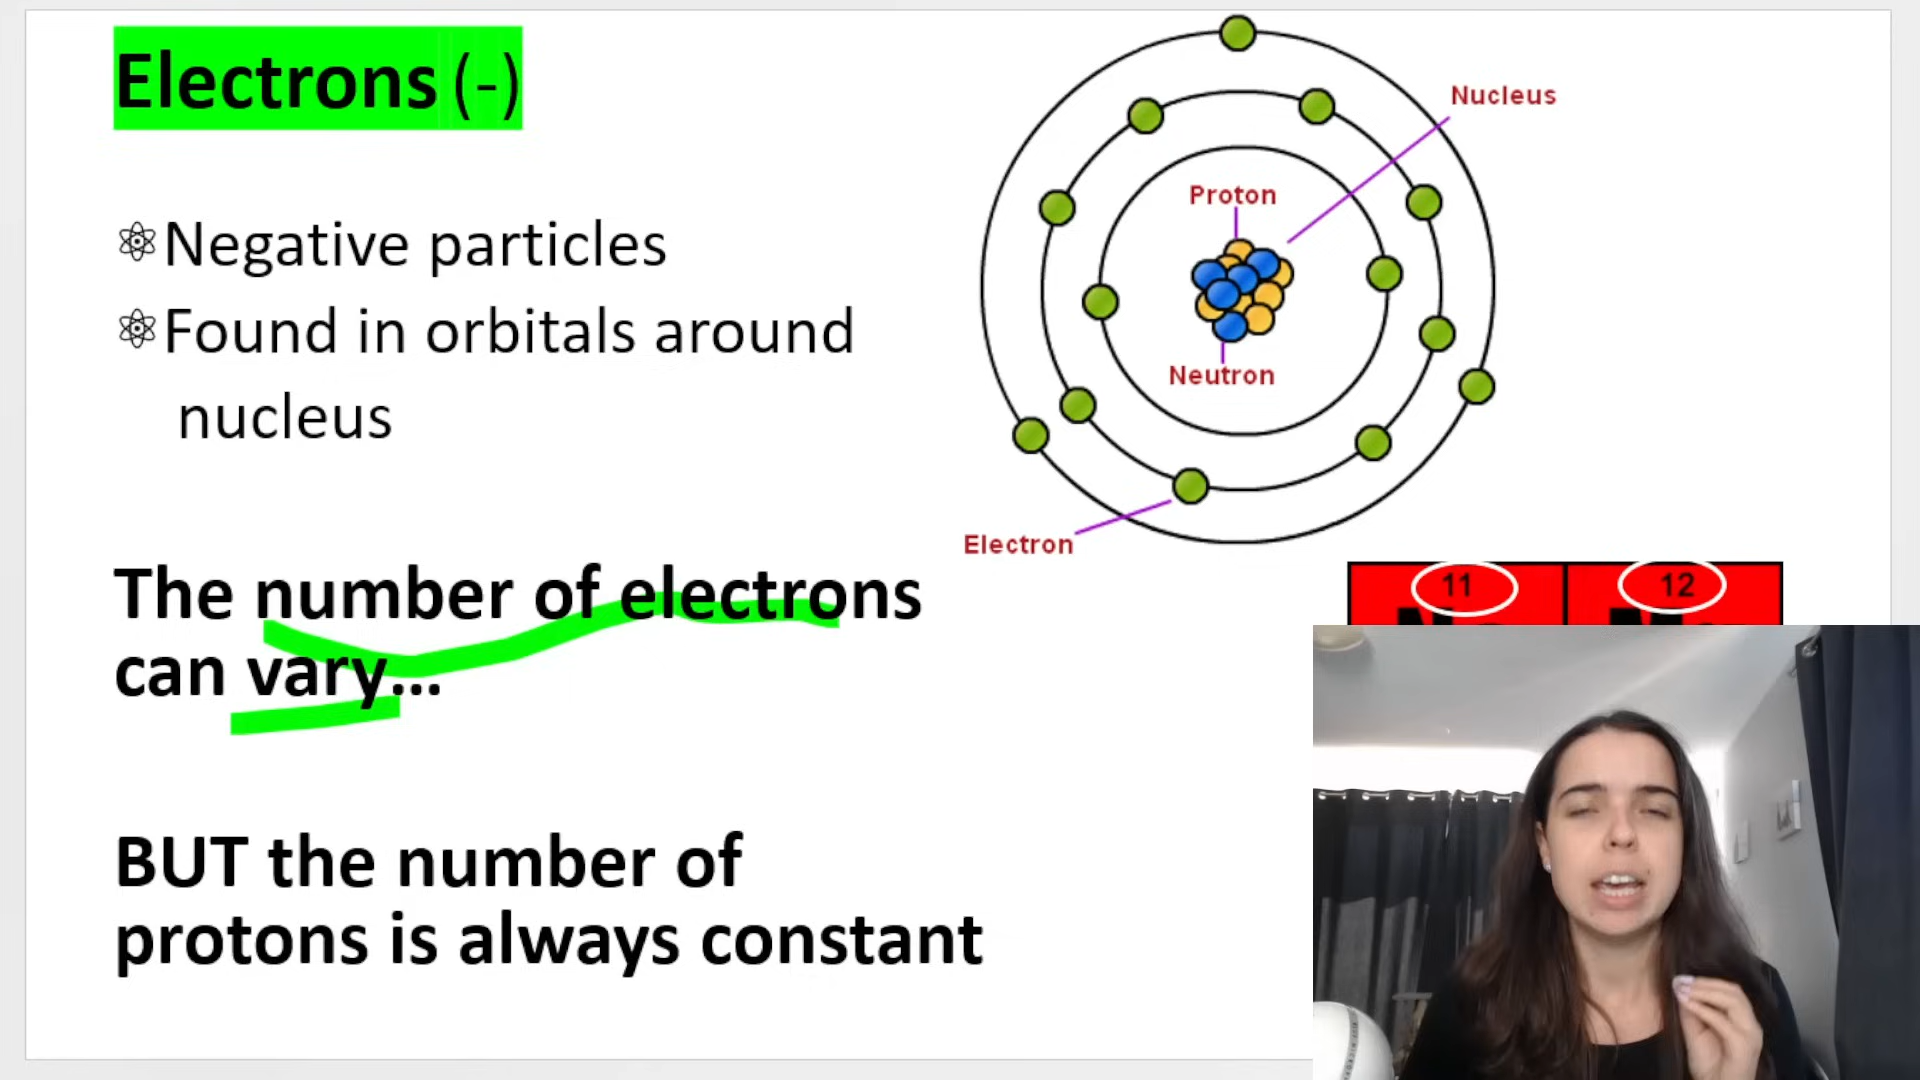 Electrons (-)
Negative particles
Found in orbitals around
nucleus
The number of electrons
can vary...
BUT the number of
protons is always constant
Nucleus
Proton
Neutron
Electron
11 12